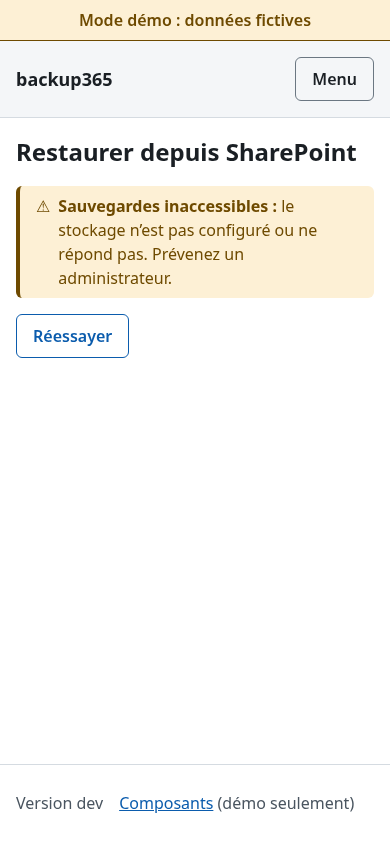 Mode démo : données fictives
backup365
Menu
Restaurer depuis SharePoint
⚠ Sauvegardes inaccessibles : le
stockage n’est pas configuré ou ne
répond pas. Prévenez un
administrateur.
Réessayer
Version dev Composants (démo seulement)